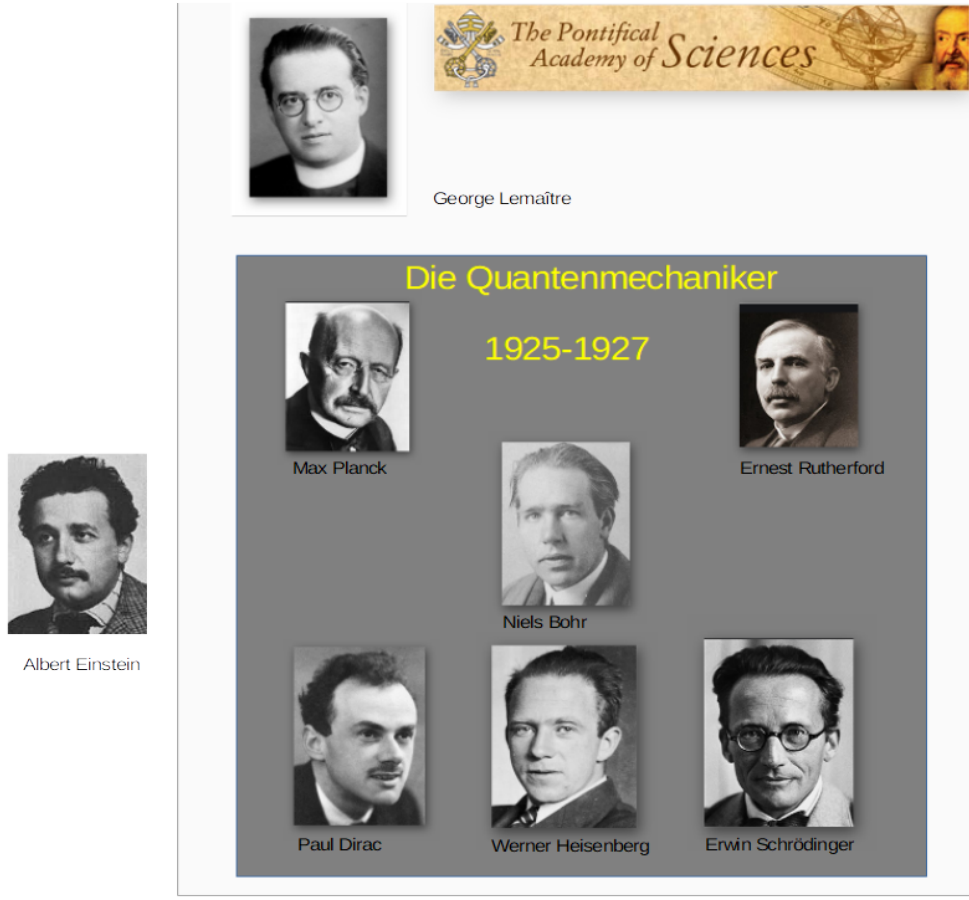 The Pontifical
Academy of Sciences
George Lemaître
Die Quantenmechaniker
1925-1927
Max Planck
Ernest Rutherford
Niels Bohr
Albert Einstein
Paul Dirac
Werner Heisenberg
Erwin Schrödinger